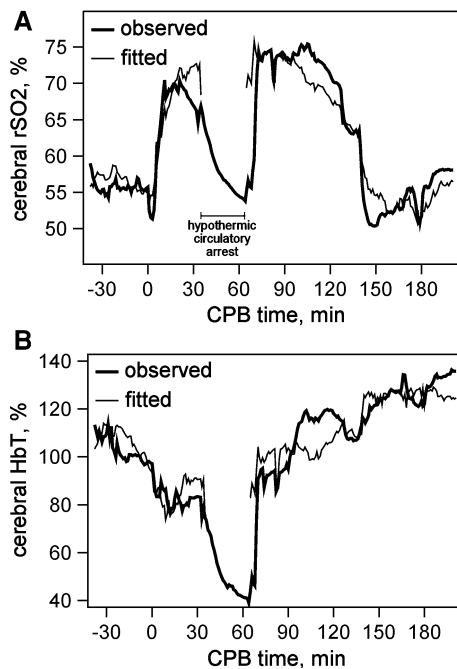 A
observed
fitted
cerebral rSO2, %
75
70
65
60
55
50
hypothermic
circulatory
arrest
-30 0 30 60 90 120 150 180
CPB time, min
B
observed
fitted
cerebral HbT, %
140
120
100
80
60
40
-30 0 30 60 90 120 150 180
CPB time, min